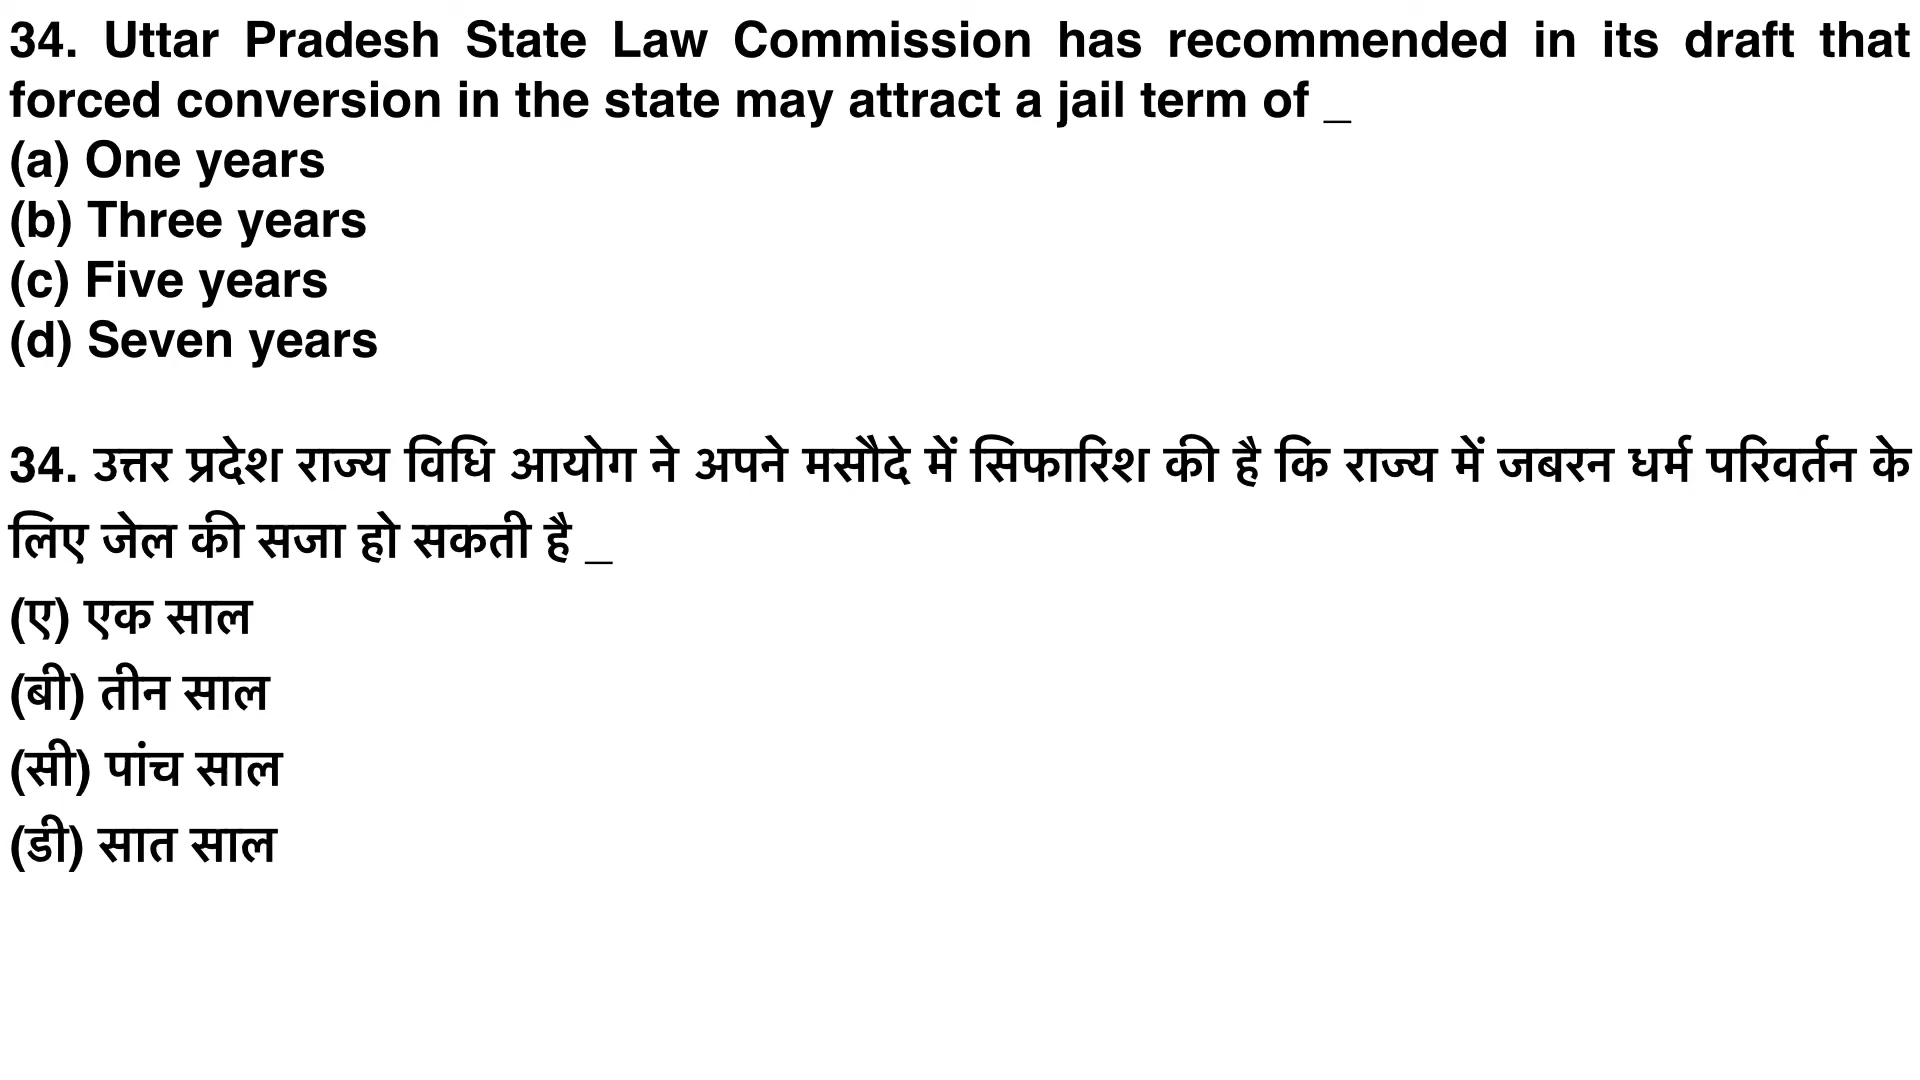 34. Uttar Pradesh State Law Commission has recommended in its draft that
forced conversion in the state may attract a jail term of _
(a) One years
(b) Three years
(c) Five years
(d) Seven years
34. उत्तर प्रदेश राज्य विधि आयोग ने अपने मसौदे में सिफारिश की है कि राज्य में जबरन धर्म परिवर्तन के
लिए जेल की सजा हो सकती है _
(ए) एक साल
(बी) तीन साल
(सी) पांच साल
(डी) सात साल